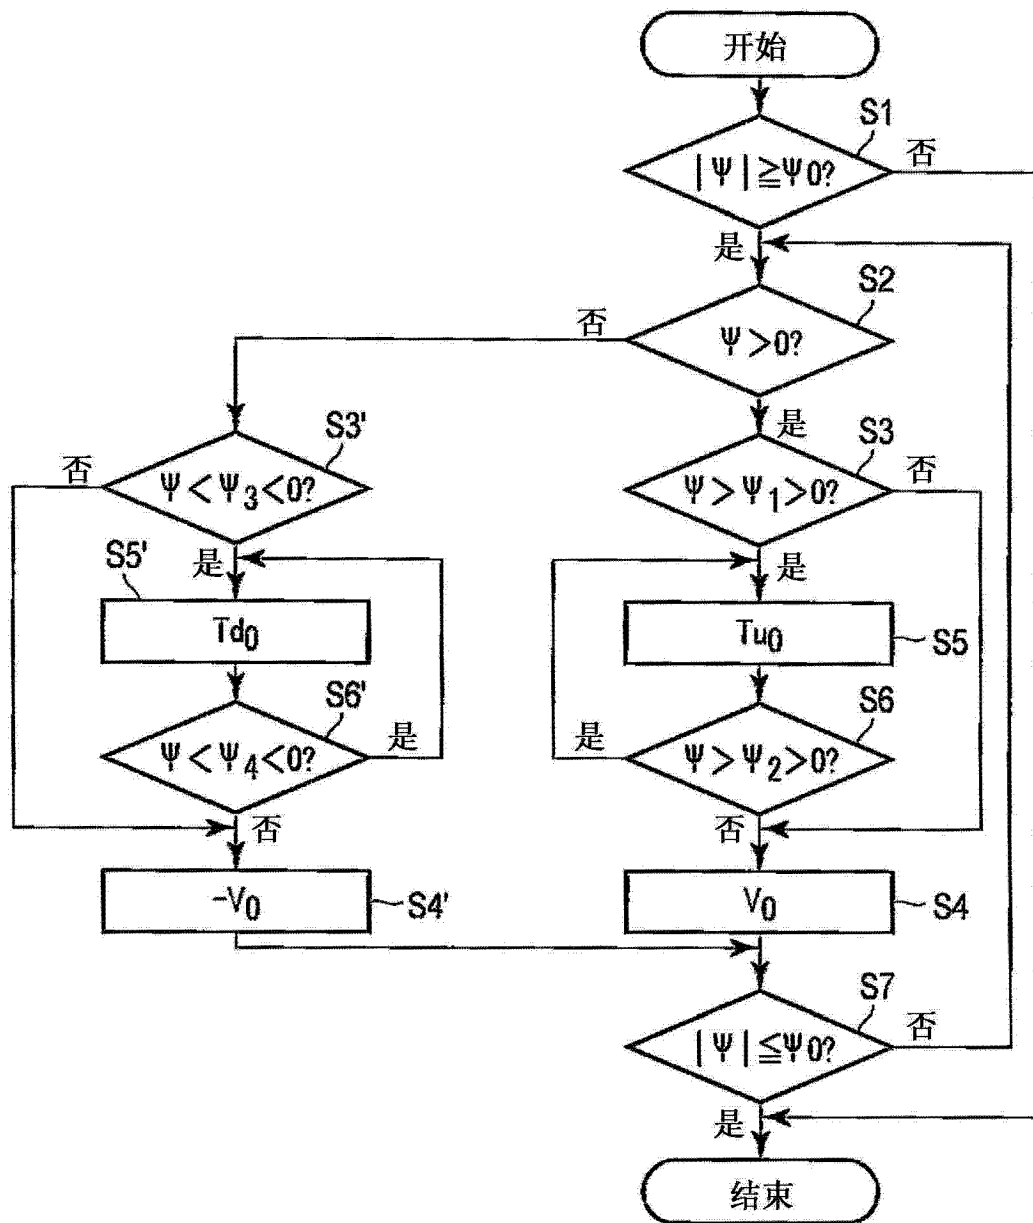 开始
S1
|Ψ|≧Ψ0?
否
是
S2
Ψ>0?
否
是
S3'
Ψ<Ψ3<0?
否
是
S3
Ψ>Ψ1>0?
否
是
S5'
Td0
Tu0
S5
S6'
Ψ<Ψ4<0?
是
否
S6
Ψ>Ψ2>0?
是
否
-V0
S4'
V0
S4
S7
|Ψ|≦Ψ0?
否
是
结束